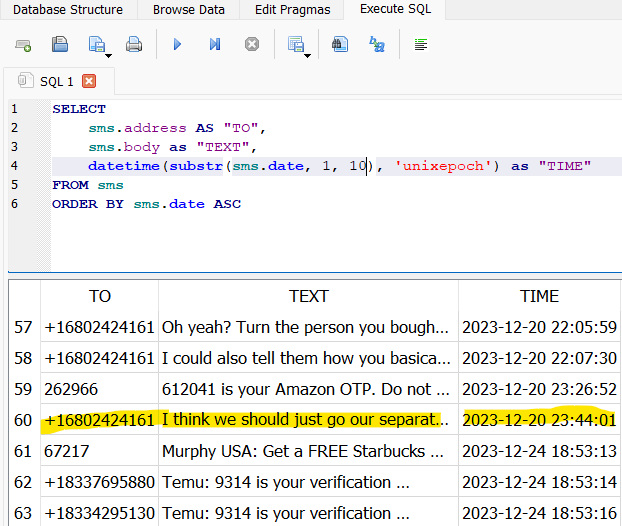 Database Structure Browse Data Edit Pragmas Execute SQL
SQL 1
1 SELECT
2 sms.address AS "TO",
3 sms.body as "TEXT",
4 datetime(substr(sms.date, 1, 10), 'unixepoch') as "TIME"
5 FROM sms
6 ORDER BY sms.date ASC
TO TEXT TIME
57 +16802424161 Oh yeah? Turn the person you bough... 2023-12-20 22:05:59
58 +16802424161 I could also tell them how you basica... 2023-12-20 22:07:30
59 262966 612041 is your Amazon OTP. Do not ... 2023-12-20 23:26:52
60 +16802424161 I think we should just go our separat... 2023-12-20 23:44:01
61 67217 Murphy USA: Get a FREE Starbucks ... 2023-12-24 18:53:13
62 +18337695880 Temu: 9314 is your verification ... 2023-12-24 18:53:14
63 +18334295130 Temu: 9314 is your verification ... 2023-12-24 18:53:16